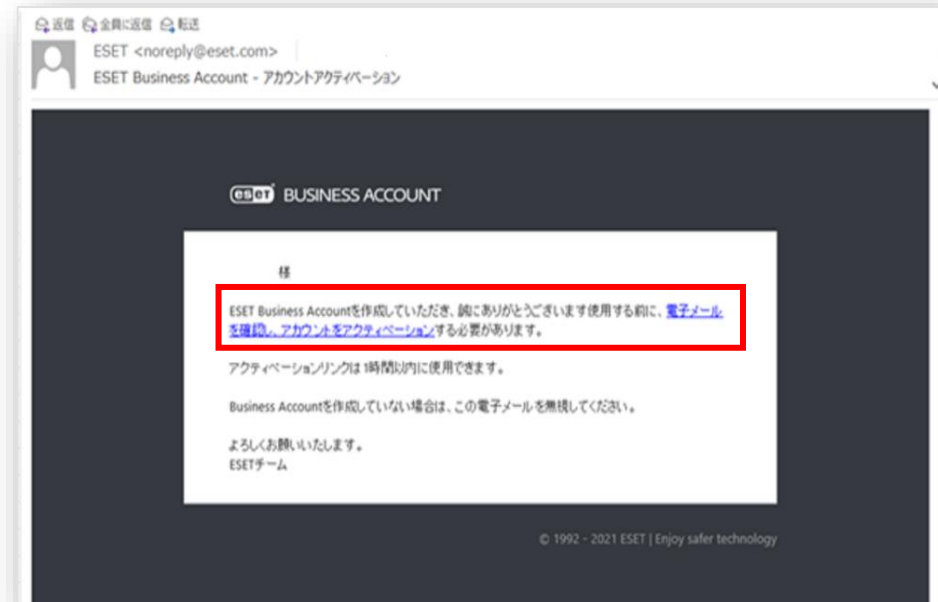 返信 全員に返信 転送
ESET <noreply@eset.com>
ESET Business Account - アカウントアクティベーション
eset BUSINESS ACCOUNT
様
ESET Business Accountを作成していただき、誠にありがとうございます使用する前に、電子メール
を確認し、アカウントをアクティベーションする必要があります。
アクティベーションリンクは1時間以内に使用できます。
Business Accountを作成していない場合は、この電子メールを無視してください。
よろしくお願いいたします。
ESETチーム
© 1992 - 2021 ESET | Enjoy safer technology